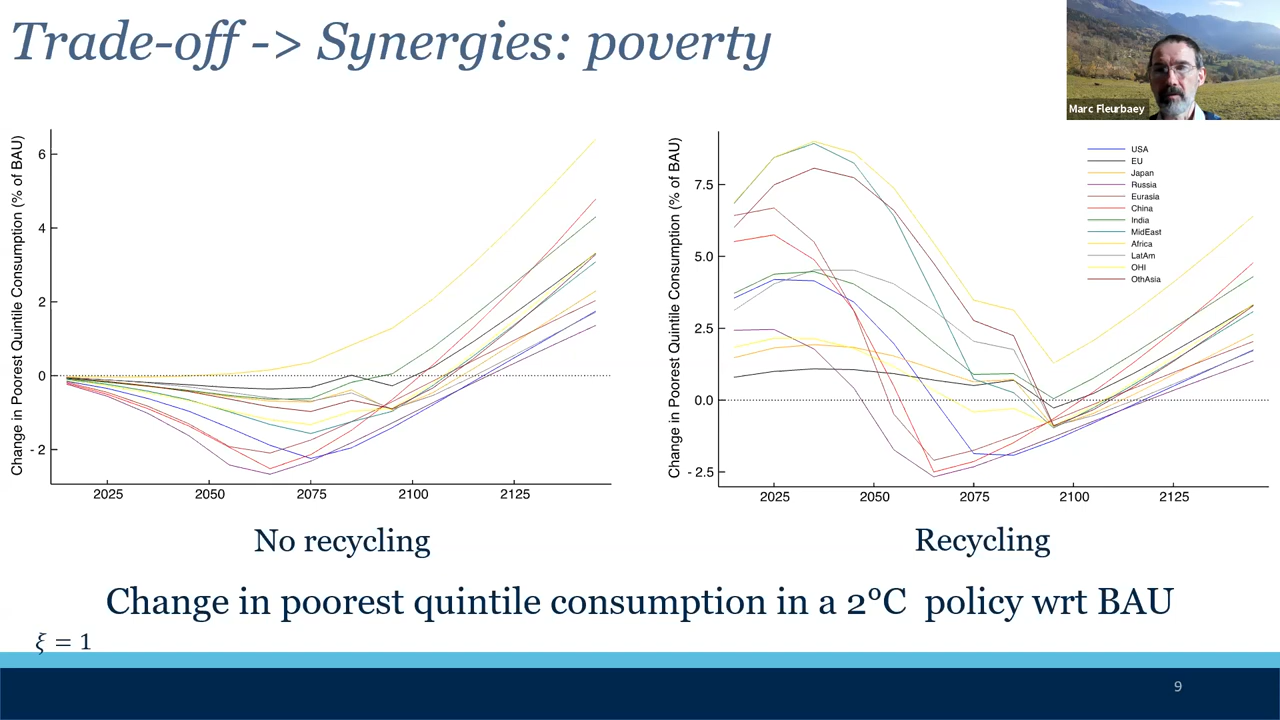 Trade-off -> Synergies: poverty
Marc Fleurbaey
Change in Poorest Quintile Consumption (% of BAU)
6
4
2
0
- 2
2025
2050
2075
2100
2125
No recycling
Change in Poorest Quintile Consumption (% of BAU)
7.5
5.0
2.5
0.0
- 2.5
2025
2050
2075
2100
2125
USA
EU
Japan
Russia
Eurasia
China
India
MidEast
Africa
LatAm
OHI
OthAsia
Recycling
Change in poorest quintile consumption in a 2°C policy wrt BAU
ξ = 1
9